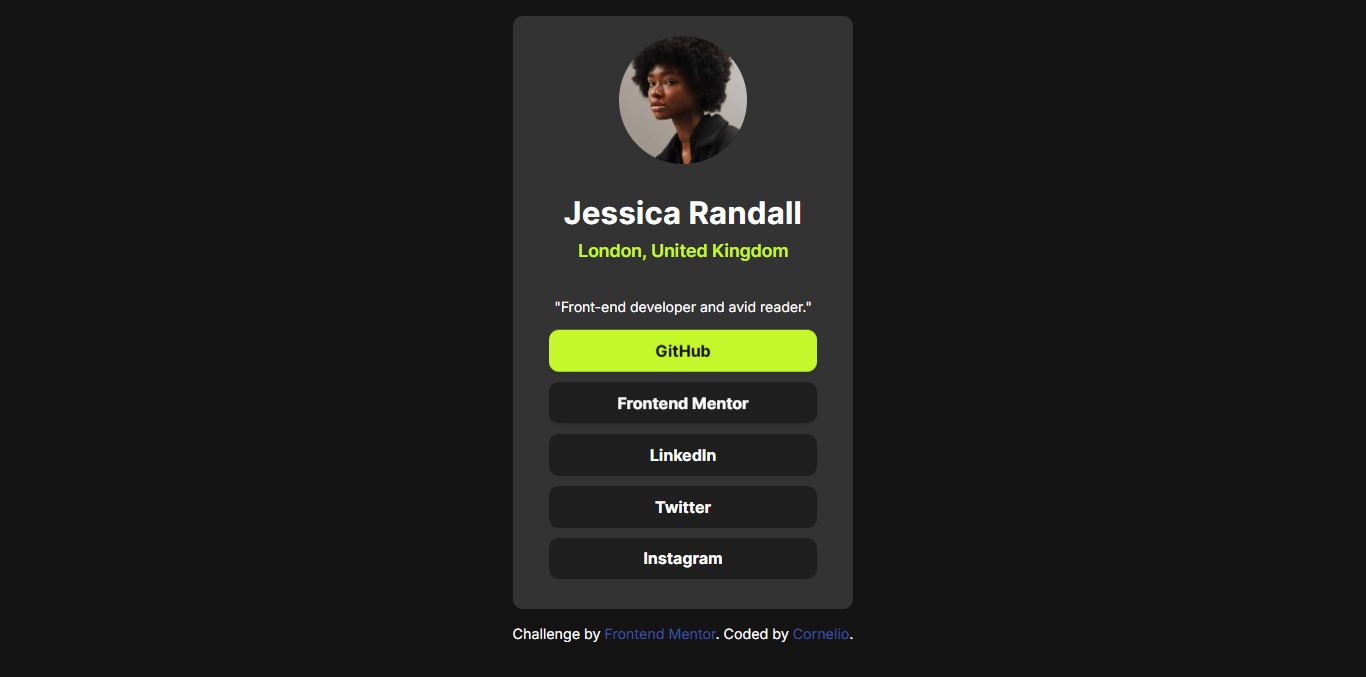 Jessica Randall
London, United Kingdom
"Front-end developer and avid reader."
GitHub
Frontend Mentor
LinkedIn
Twitter
Instagram
Challenge by Frontend Mentor. Coded by Cornelio.